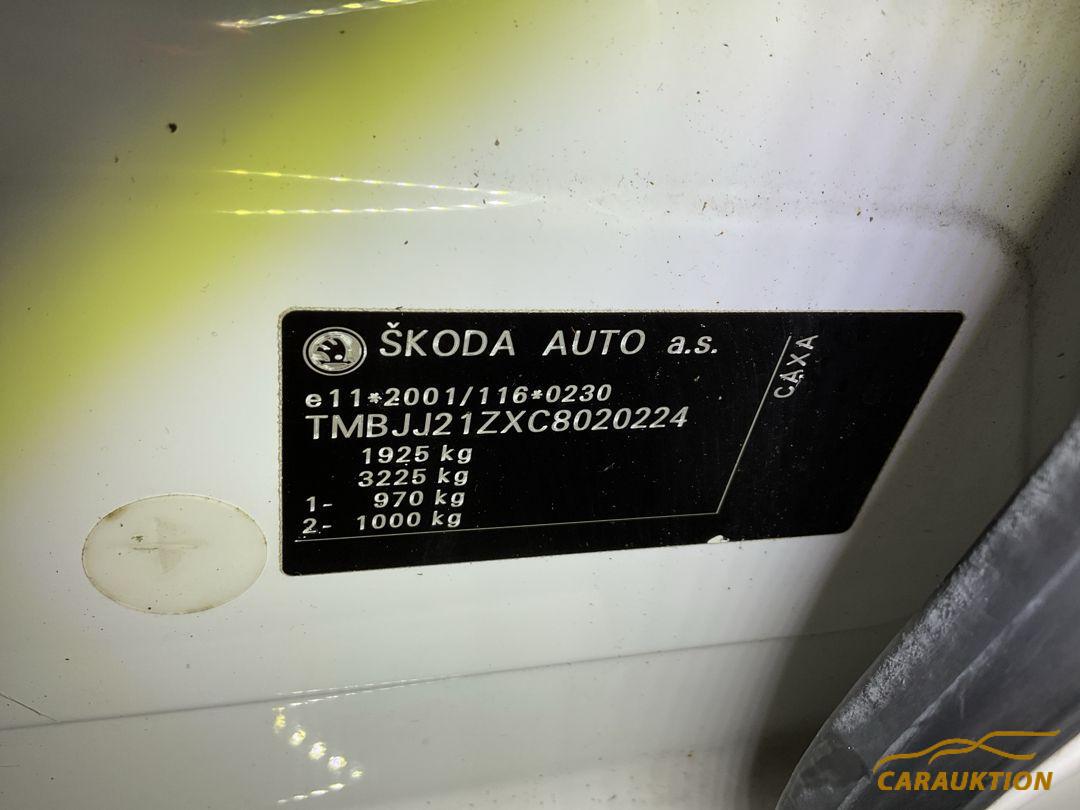 ŠKODA AUTO a.s.
e11*2001/116*0230
TMBJJ21ZXC8020224
1925 kg
3225 kg
1- 970 kg
2- 1000 kg
CAXA
CARAUKTION